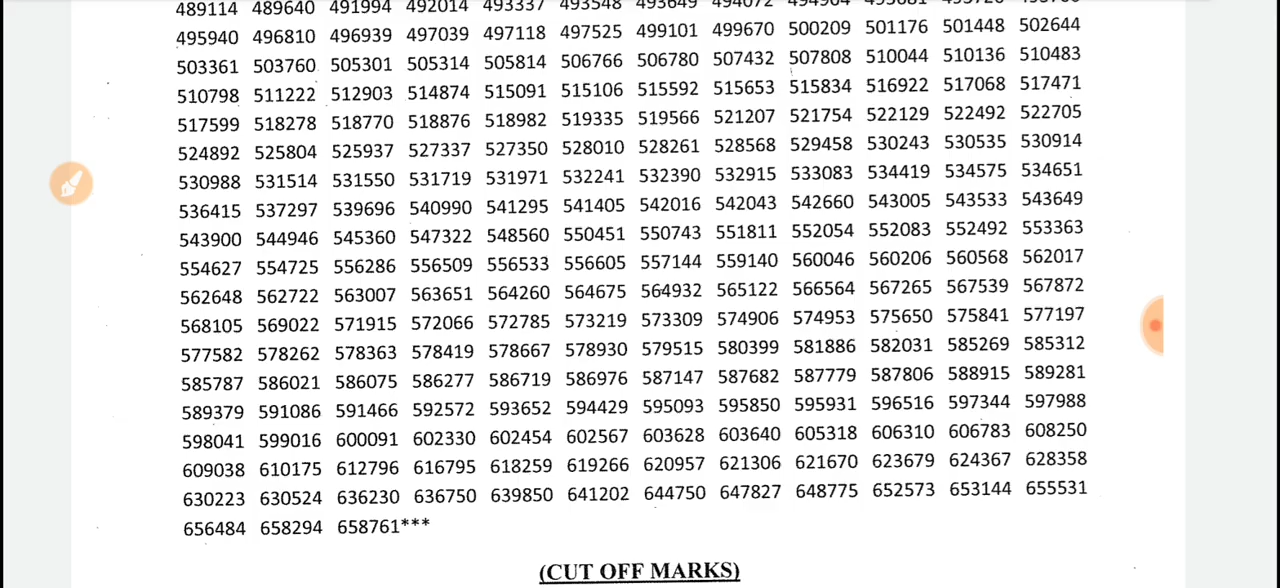 489114 489640 491994 492014 493337 493548 493649 494072
495940 496810 496939 497039 497118 497525 499101 499670 500209 501176 501448 502644
503361 503760 505301 505314 505814 506766 506780 507432 507808 510044 510136 510483
510798 511222 512903 514874 515091 515106 515592 515653 515834 516922 517068 517471
517599 518278 518770 518876 518982 519335 519566 521207 521754 522129 522492 522705
524892 525804 525937 527337 527350 528010 528261 528568 529458 530243 530535 530914
530988 531514 531550 531719 531971 532241 532390 532915 533083 534419 534575 534651
536415 537297 539696 540990 541295 541405 542016 542043 542660 543005 543533 543649
543900 544946 545360 547322 548560 550451 550743 551811 552054 552083 552492 553363
554627 554725 556286 556509 556533 556605 557144 559140 560046 560206 560568 562017
562648 562722 563007 563651 564260 564675 564932 565122 566564 567265 567539 567872
568105 569022 571915 572066 572785 573219 573309 574906 574953 575650 575841 577197
577582 578262 578363 578419 578667 578930 579515 580399 581886 582031 585269 585312
585787 586021 586075 586277 586719 586976 587147 587682 587779 587806 588915 589281
589379 591086 591466 592572 593652 594429 595093 595850 595931 596516 597344 597988
598041 599016 600091 602330 602454 602567 603628 603640 605318 606310 606783 608250
609038 610175 612796 616795 618259 619266 620957 621306 621670 623679 624367 628358
630223 630524 636230 636750 639850 641202 644750 647827 648775 652573 653144 655531
656484 658294 658761***
(CUT OFF MARKS)